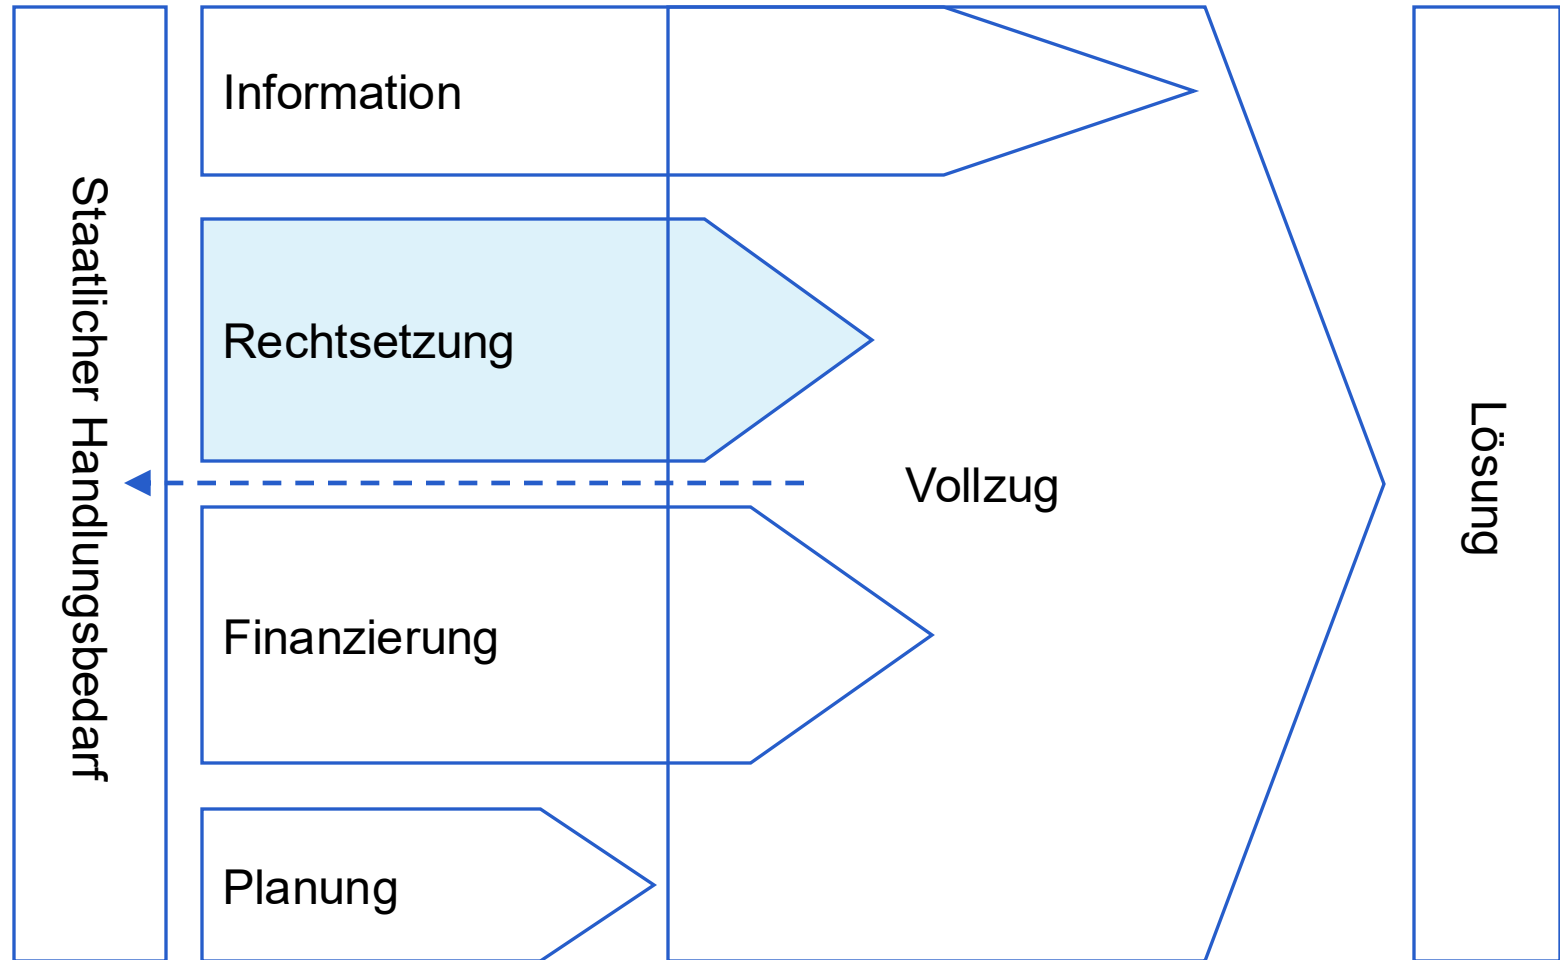 Staatlicher Handlungsbedarf
Information
Rechtsetzung
Vollzug
Finanzierung
Planung
Lösung